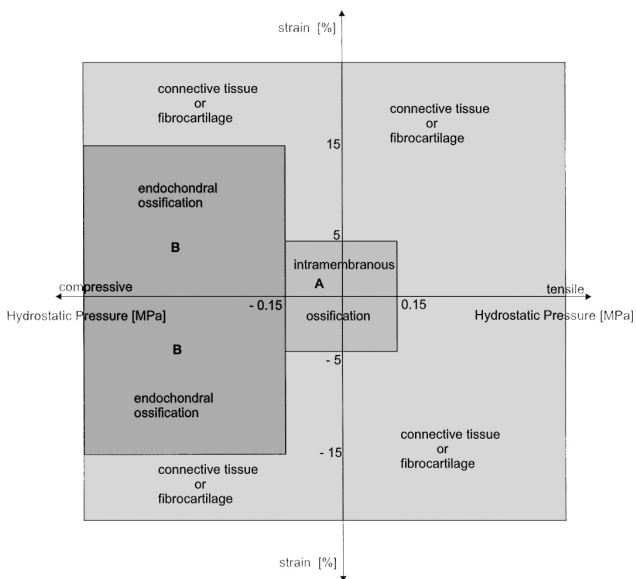 strain [%]
connective tissue
or
fibrocartilage
connective tissue
or
fibrocartilage
15
endochondral
ossification
B
5
intramembranous
A
compressive
tensile
- 0.15
0.15
Hydrostatic Pressure [MPa]
ossification
Hydrostatic Pressure [MPa]
B
- 5
endochondral
ossification
connective tissue
or
fibrocartilage
- 15
connective tissue
or
fibrocartilage
strain [%]